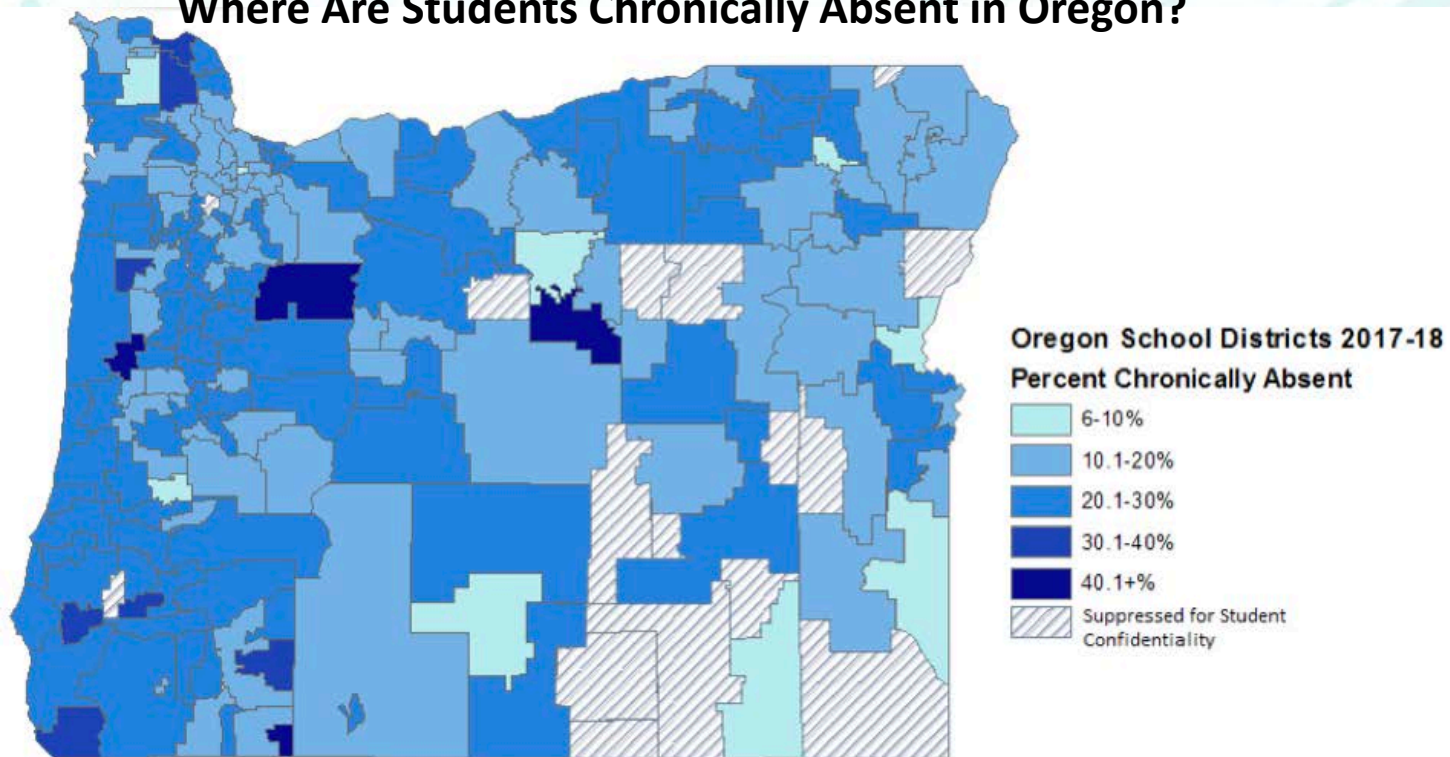 Where Are Students Chronically Absent in Oregon?
Oregon School Districts 2017-18
Percent Chronically Absent
6-10%
10.1-20%
20.1-30%
30.1-40%
40.1+%
Suppressed for Student
Confidentiality